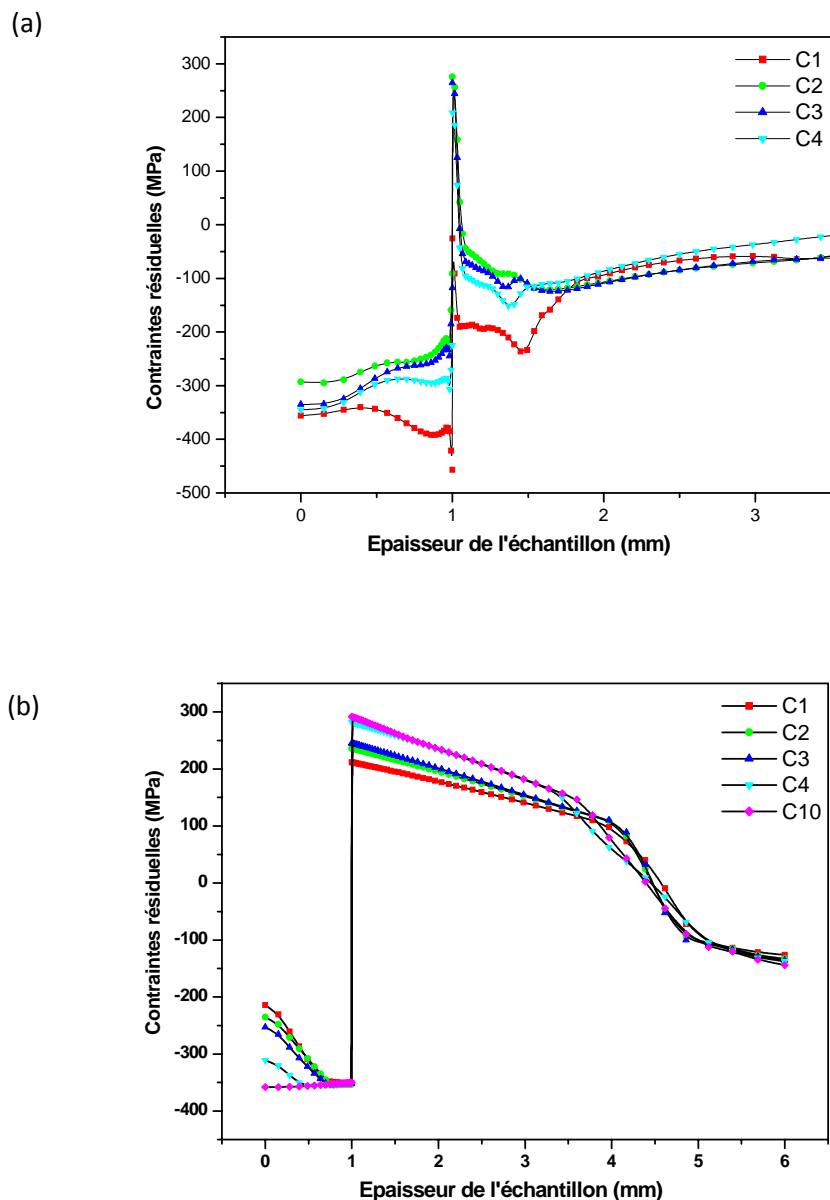 (a)
300
200
100
0
-100
-200
-300
-400
-500
Contraintes résiduelles (MPa)
C1
C2
C3
C4
0 1 2 3
Epaisseur de l'échantillon (mm)
(b)
300
200
100
0
-100
-200
-300
-400
Contraintes résiduelles (MPa)
C1
C2
C3
C4
C10
0 1 2 3 4 5 6
Epaisseur de l'échantillon (mm)